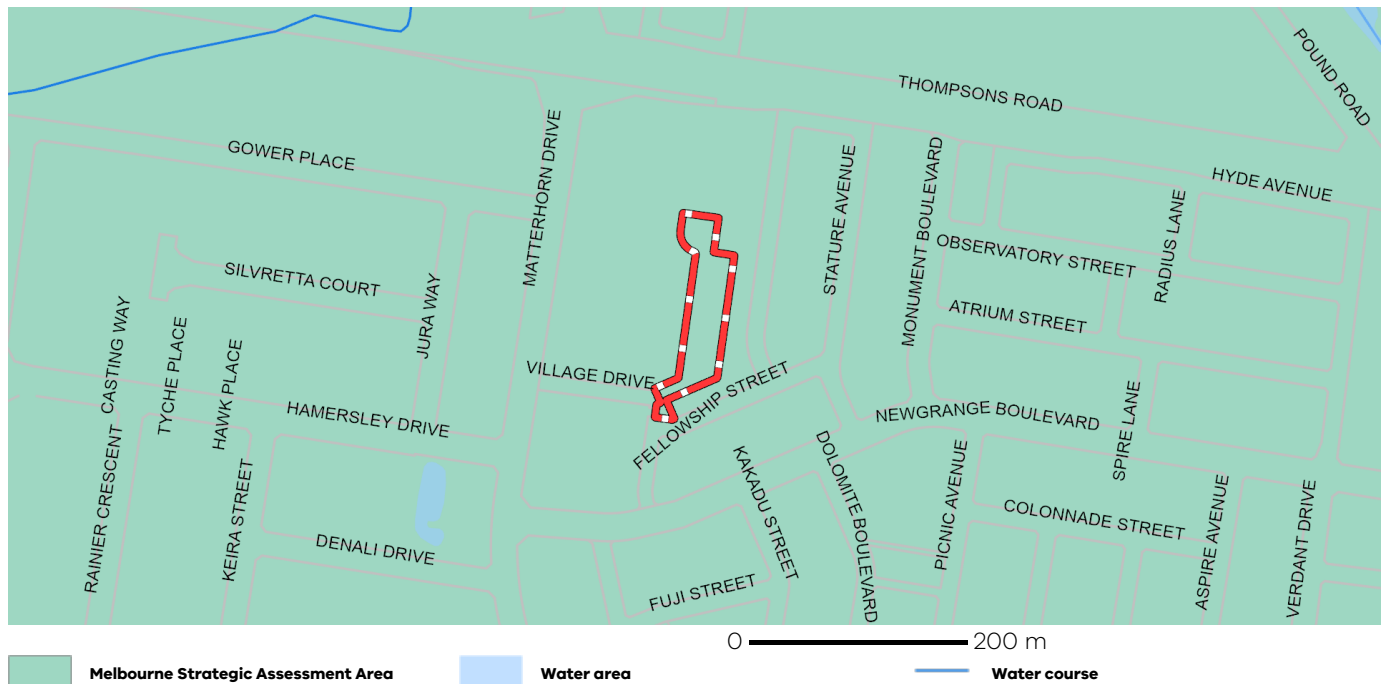 POUND ROAD
THOMPSONS ROAD
GOWER PLACE
MATTERHORN DRIVE
STATURE AVENUE
MONUMENT BOULEVARD
HYDE AVENUE
RADIUS LANE
OBSERVATORY STREET
SILVRETTA COURT
JURA WAY
ATRIUM STREET
CASTING WAY
TYCHE PLACE
HAWK PLACE
VILLAGE DRIVE
FELLOWSHIP STREET
HAMERSLEY DRIVE
NEWGRANGE BOULEVARD
SPIRE LANE
RAINIER CRESCENT
KEIRA STREET
KAKADU STREET
DOLOMITE BOULEVARD
PICNIC AVENUE
COLONNADE STREET
ASPIRE AVENUE
VERDANT DRIVE
DENALI DRIVE
FUJI STREET
0 200 m
Melbourne Strategic Assessment Area Water area Water course